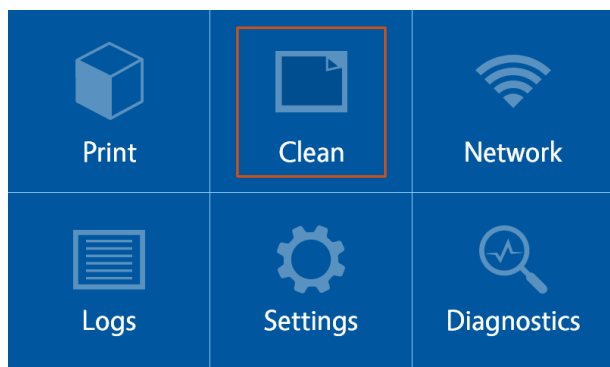 Print
Clean
Network
Logs
Settings
Diagnostics